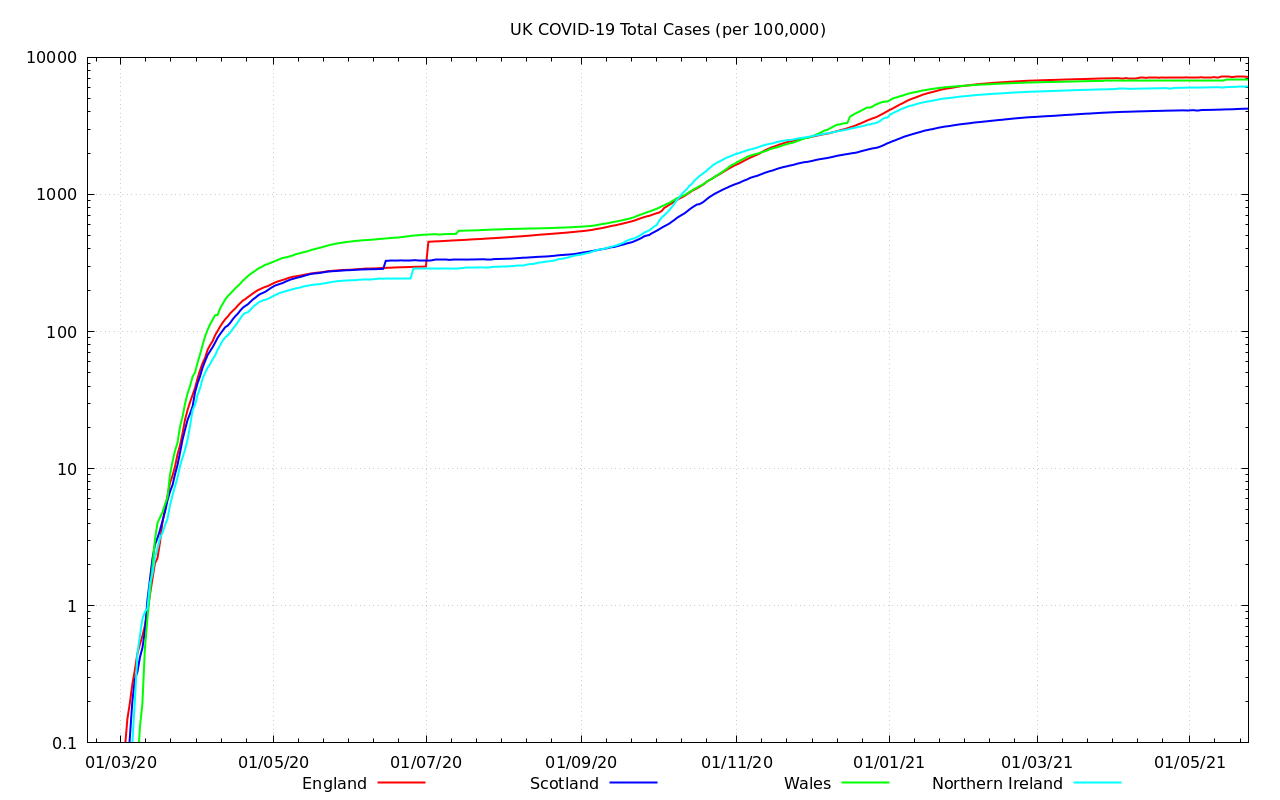 UK COVID-19 Total Cases (per 100,000)
10000
1000
100
10
1
0.1
01/03/20 01/05/20 01/07/20 01/09/20 01/11/20 01/01/21 01/03/21 01/05/21
England Scotland Wales Northern Ireland